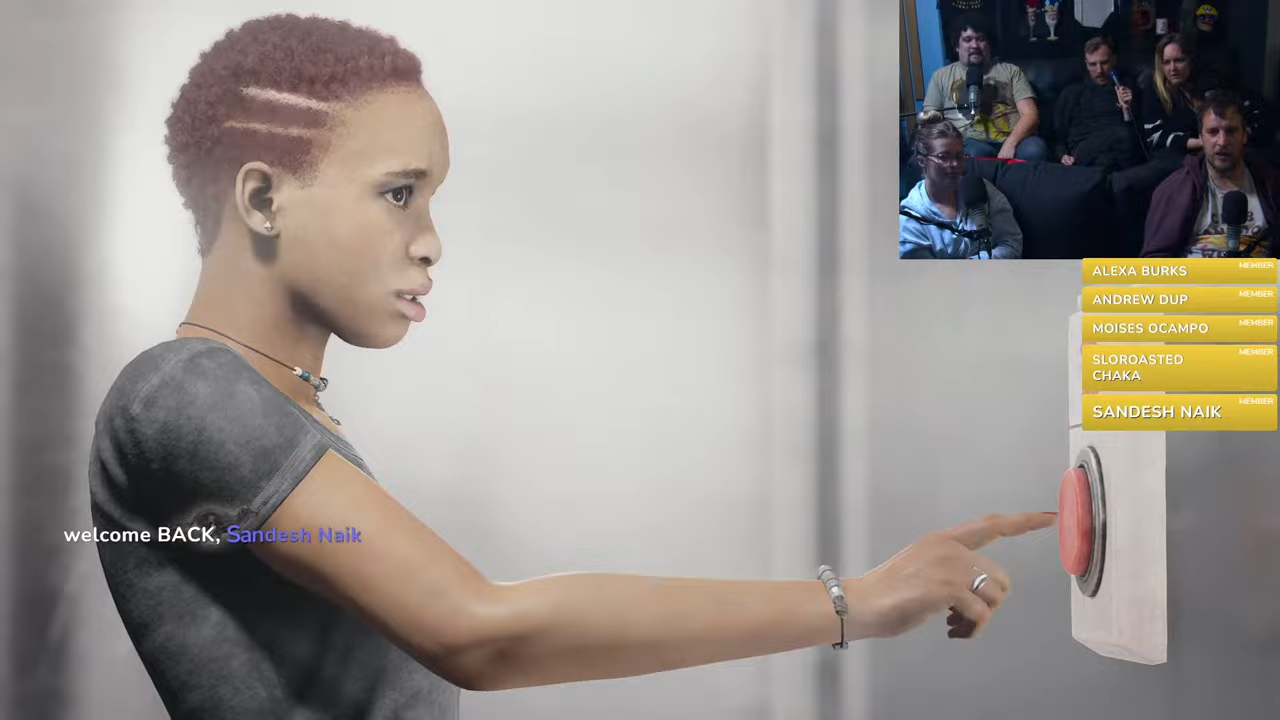 ALEXA BURKS MEMBER
ANDREW DUP MEMBER
MOISES OCAMPO MEMBER
SLOROASTED MEMBER
CHAKA
SANDESH NAIK MEMBER
welcome BACK, Sandesh Naik